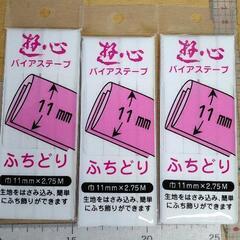 遊・心
バイアステープ
11mm
ふちどり
巾11mm×2.75M
生地をはさみ込み、簡単
にふち飾りができます
遊・心
バイアステープ
11mm
ふちどり
巾11mm×2.75M
生地をはさみ込み、簡単
にふち飾りができます
遊・心
バイアステープ
11mm
ふちどり
巾11mm×2.75M
生地をはさみ込み、簡単
にふち飾りができます